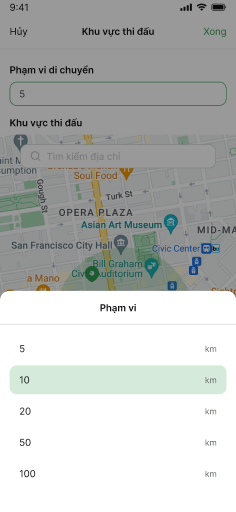 9:41
Hủy Khu vực thi đấu Xong
Phạm vi di chuyển
5
Khu vực thi đấu
Tìm kiếm địa chỉ
Soul Food
Gough St
Turk St
OPERA PLAZA
Asian Art Museum
San Francisco City Hall
Civic Center
Bill Graham
Civic Auditorium
a Mano
Phạm vi
5 km
10 km
20 km
50 km
100 km